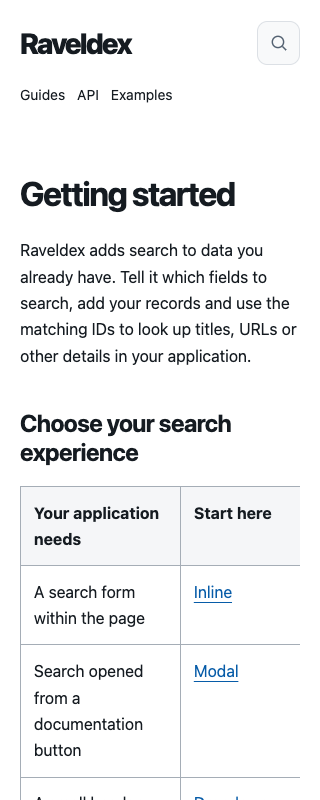 Raveldex
Guides API Examples
Getting started
Raveldex adds search to data you
already have. Tell it which fields to
search, add your records and use the
matching IDs to look up titles, URLs or
other details in your application.
Choose your search
experience
Your application needs
Start here
A search form
within the page
Inline
Search opened
from a
documentation
button
Modal